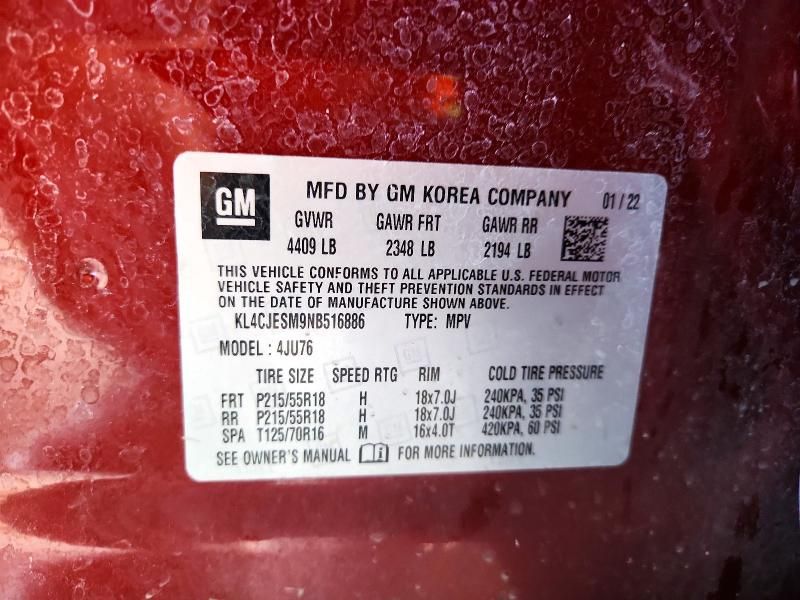 GM MFD BY GM KOREA COMPANY 01 / 22
GVWR GAWR FRT GAWR RR
4409 LB 2348 LB 2194 LB
THIS VEHICLE CONFORMS TO ALL APPLICABLE U.S. FEDERAL MOTOR
VEHICLE SAFETY AND THEFT PREVENTION STANDARDS IN EFFECT
ON THE DATE OF MANUFACTURE SHOWN ABOVE.
KL4CJESM9NB516886 TYPE: MPV
MODEL : 4JU76
TIRE SIZE SPEED RTG RIM COLD TIRE PRESSURE
FRT P215/55R18 H 18x7.0J 240KPA, 35 PSI
RR P215/55R18 H 18x7.0J 240KPA, 35 PSI
SPA T125/70R16 M 16x4.0T 420KPA, 60 PSI
SEE OWNER'S MANUAL FOR MORE INFORMATION.